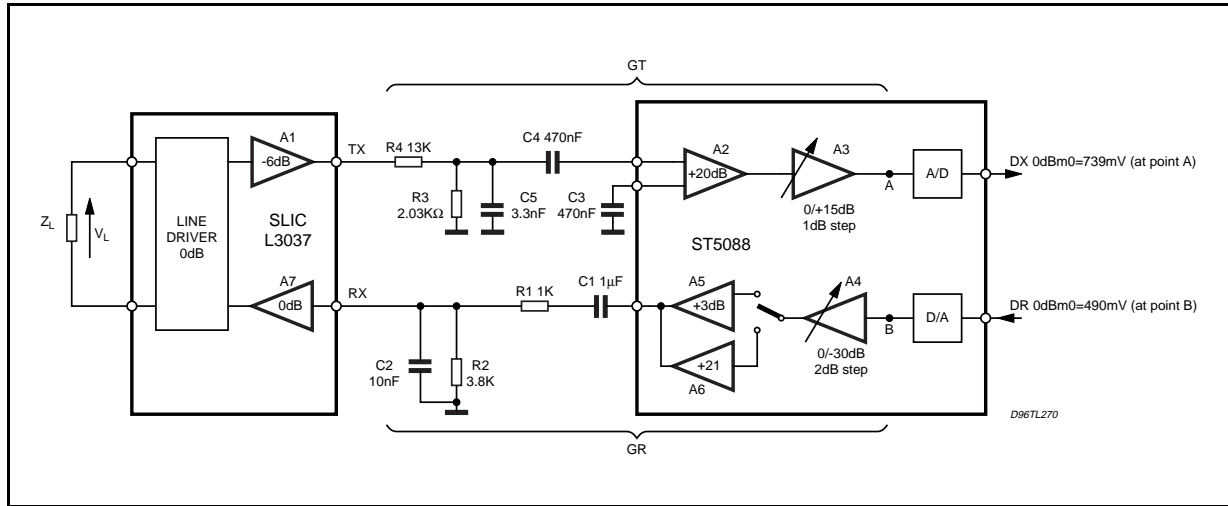 GT
A1
-6dB
TX
R4 13K
C4 470nF
A2
+20dB
A3
A
A/D
DX 0dBm0=739mV (at point A)
R3
2.03KΩ
C5
3.3nF
C3
470nF
0/+15dB
1dB step
ZL
VL
LINE
DRIVER
0dB
SLIC
L3037
ST5088
A7
0dB
RX
R1 1K
C1 1µF
A5
+3dB
A4
B
D/A
DR 0dBm0=490mV (at point B)
C2
10nF
R2
3.8K
+21
A6
0/-30dB
2dB step
D96TL270
GR